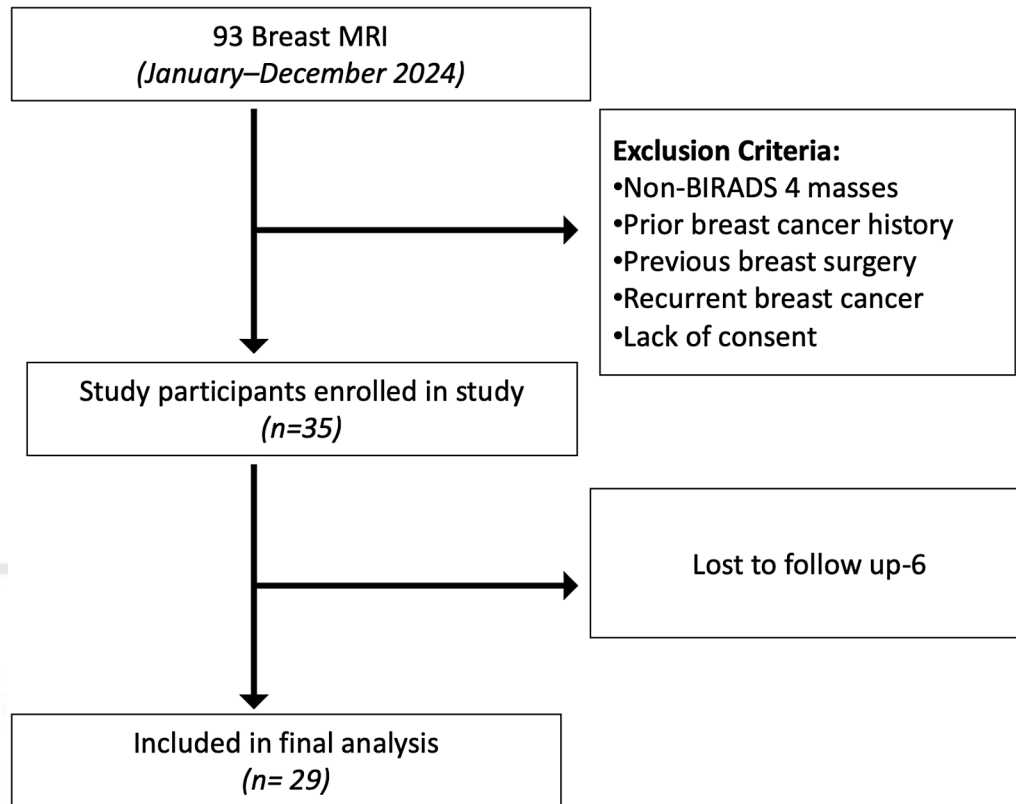 93 Breast MRI
(January–December 2024)
Exclusion Criteria:
•Non-BIRADS 4 masses
•Prior breast cancer history
•Previous breast surgery
•Recurrent breast cancer
•Lack of consent
Study participants enrolled in study
(n=35)
Lost to follow up-6
Included in final analysis
(n= 29)